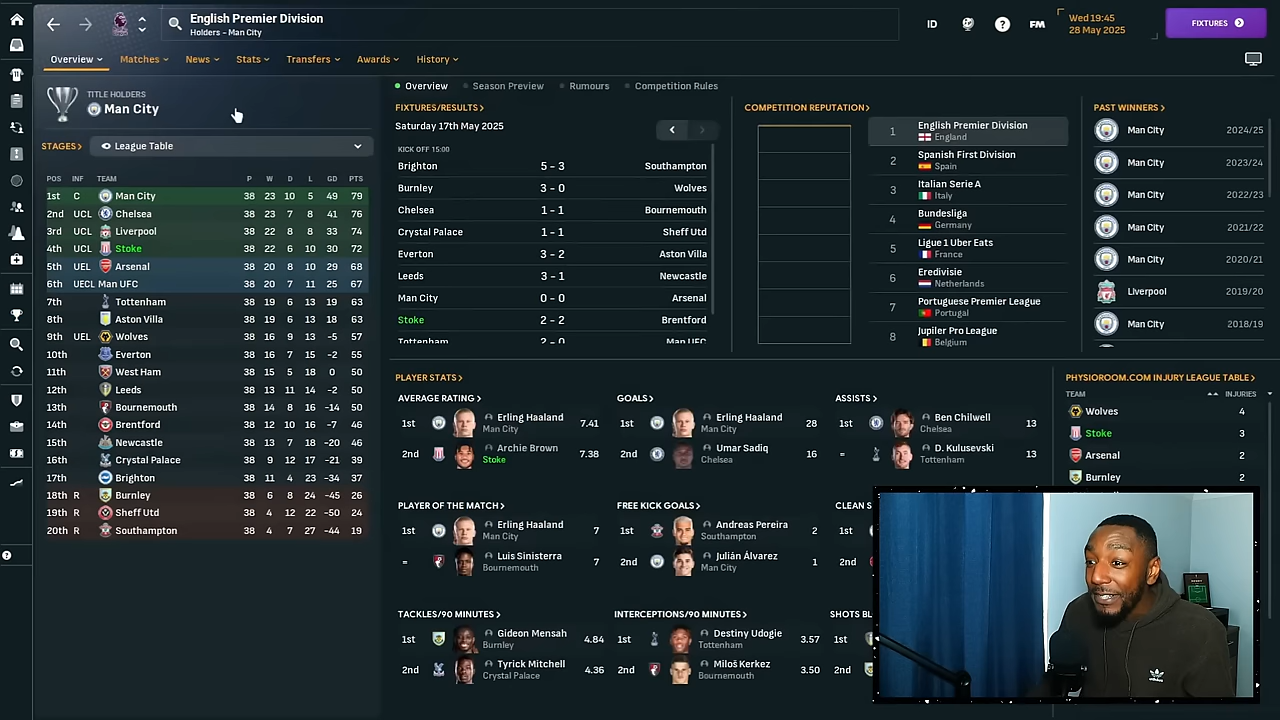 English Premier Division
Holders - Man City
ID
?
FM
Wed 19:45
28 May 2025
FIXTURES
Overview
Matches
News
Stats
Transfers
Awards
History
TITLE HOLDERS
Man City
STAGES
League Table
POS INF TEAM P W D L GD PTS
1st C Man City 38 23 10 5 49 79
2nd UCL Chelsea 38 23 7 8 41 76
3rd UCL Liverpool 38 22 8 8 33 74
4th UCL Stoke 38 22 6 10 30 72
5th UEL Arsenal 38 20 8 10 29 68
6th UECL Man UFC 38 20 7 11 25 67
7th Tottenham 38 19 6 13 19 63
8th Aston Villa 38 19 6 13 18 63
9th UEL Wolves 38 16 9 13 -5 57
10th Everton 38 16 7 15 -2 55
11th West Ham 38 15 5 18 0 50
12th Leeds 38 13 11 14 -2 50
13th Bournemouth 38 14 8 16 -14 50
14th Brentford 38 12 10 16 -7 46
15th Newcastle 38 13 7 18 -20 46
16th Crystal Palace 38 9 12 17 -21 39
17th Brighton 38 11 4 23 -34 37
18th R Burnley 38 6 8 24 -45 26
19th R Sheff Utd 38 4 12 22 -50 24
20th R Southampton 38 4 7 27 -44 19
?
Overview
Season Preview
Rumours
Competition Rules
FIXTURES/RESULTS
Saturday 17th May 2025
KICK OFF 15:00
Brighton 5 - 3 Southampton
Burnley 3 - 0 Wolves
Chelsea 1 - 1 Bournemouth
Crystal Palace 1 - 1 Sheff Utd
Everton 3 - 2 Aston Villa
Leeds 3 - 1 Newcastle
Man City 0 - 0 Arsenal
Stoke 2 - 2 Brentford
Tottenham 2 - 0 Man UFC
COMPETITION REPUTATION
1 English Premier Division
England
2 Spanish First Division
Spain
3 Italian Serie A
Italy
4 Bundesliga
Germany
5 Ligue 1 Uber Eats
France
6 Eredivisie
Netherlands
7 Portuguese Premier League
Portugal
8 Jupiler Pro League
Belgium
PAST WINNERS
Man City 2024/25
Man City 2023/24
Man City 2022/23
Man City 2021/22
Man City 2020/21
Liverpool 2019/20
Man City 2018/19
PLAYER STATS
AVERAGE RATING
1st Erling Haaland 7.41
Man City
2nd Archie Brown 7.38
Stoke
GOALS
1st Erling Haaland 28
Man City
2nd Umar Sadiq 16
Chelsea
ASSISTS
1st Ben Chilwell 13
Chelsea
= D. Kulusevski 13
Tottenham
PLAYER OF THE MATCH
1st Erling Haaland 7
Man City
= Luis Sinisterra 7
Bournemouth
FREE KICK GOALS
1st Andreas Pereira 2
Southampton
2nd Julián Álvarez 1
Man City
CLEAN S
1st
2nd
TACKLES/90 MINUTES
1st Gideon Mensah 4.84
Burnley
2nd Tyrick Mitchell 4.36
Crystal Palace
INTERCEPTIONS/90 MINUTES
1st Destiny Udogie 3.57
Tottenham
2nd Miloš Kerkez 3.50
Bournemouth
SHOTS BL
1st
2nd
PHYSIOROOM.COM INJURY LEAGUE TABLE
TEAM INJURIES
Wolves 4
Stoke 3
Arsenal 2
Burnley 2